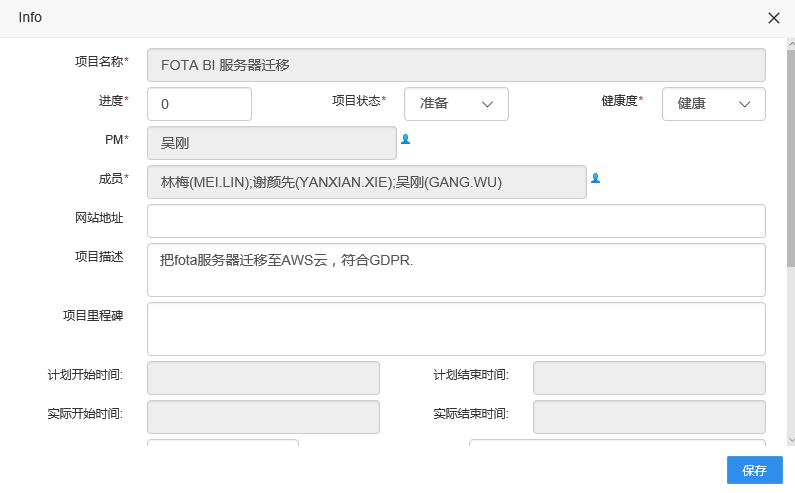 Info
项目名称* FOTA BI 服务器迁移
进度* 0 项目状态* 准备 健康度* 健康
PM* 吴刚
成员* 林梅(MEI.LIN);谢颜先(YANXIAN.XIE);吴刚(GANG.WU)
网站地址
项目描述 把fota服务器迁移至AWS云，符合GDPR.
项目里程碑
计划开始时间: 计划结束时间:
实际开始时间: 实际结束时间:
保存